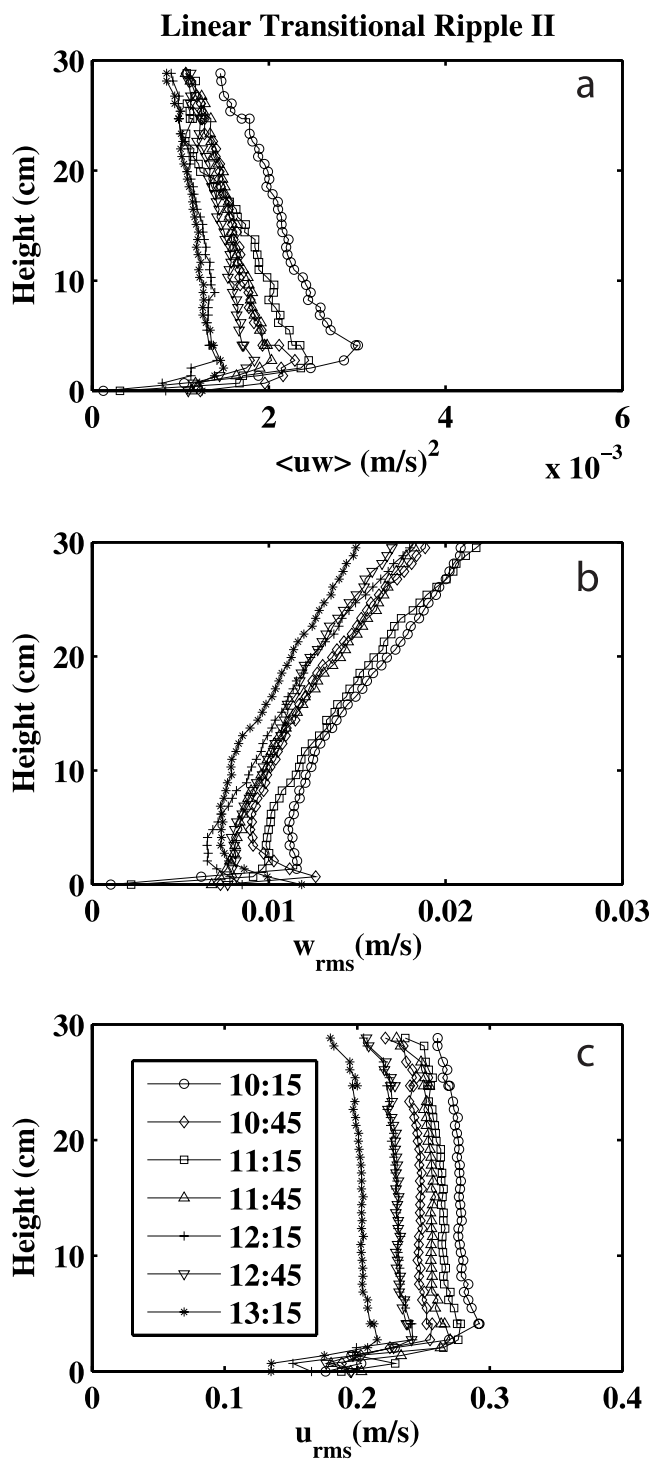 Linear Transitional Ripple II
a
30
20
10
0
Height (cm)
0 2 4 6
<uw> (m/s)²
x 10⁻³
b
30
20
10
0
Height (cm)
0 0.01 0.02 0.03
w_rms(m/s)
c
30
20
10
0
Height (cm)
10:15
10:45
11:15
11:45
12:15
12:45
13:15
0 0.1 0.2 0.3 0.4
u_rms(m/s)